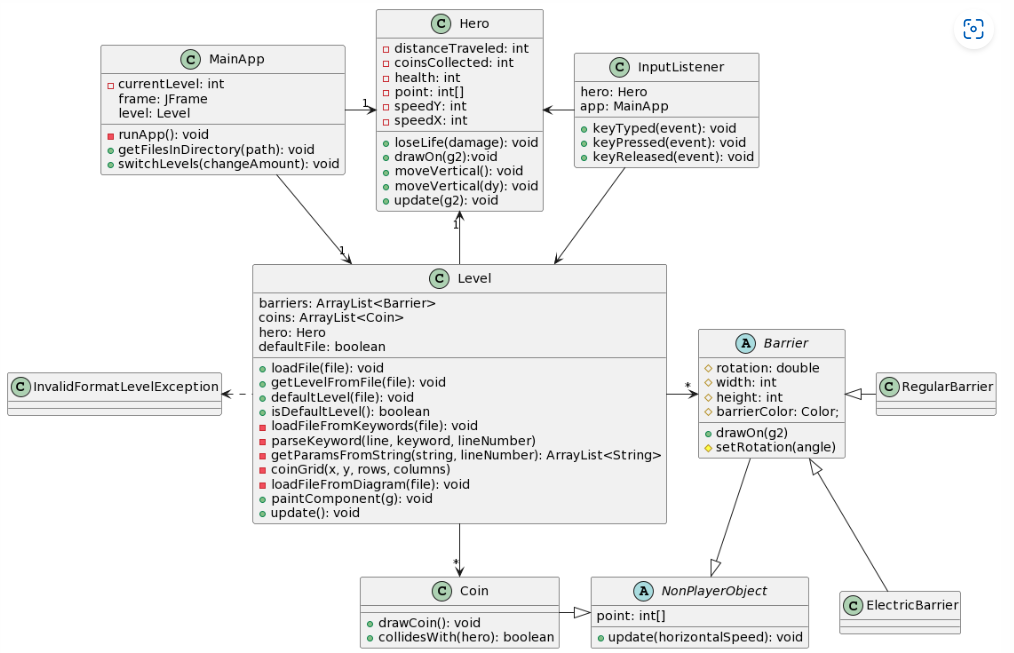 C MainApp
currentLevel: int
frame: JFrame
level: Level
runApp(): void
getFilesInDirectory(path): void
switchLevels(changeAmount): void
1
C Hero
distanceTraveled: int
coinsCollected: int
health: int
point: int[]
speedY: int
speedX: int
loseLife(damage): void
drawOn(g2):void
moveVertical(): void
moveVertical(dy): void
update(g2): void
C InputListener
hero: Hero
app: MainApp
keyTyped(event): void
keyPressed(event): void
keyReleased(event): void
1
1
C Level
barriers: ArrayList<Barrier>
coins: ArrayList<Coin>
hero: Hero
defaultFile: boolean
loadFile(file): void
getLevelFromFile(file): void
defaultLevel(file): void
isDefaultLevel(): boolean
loadFileFromKeywords(file): void
parseKeyword(line, keyword, lineNumber)
getParamsFromString(string, lineNumber): ArrayList<String>
coinGrid(x, y, rows, columns)
loadFileFromDiagram(file): void
paintComponent(g): void
update(): void
C InvalidFormatLevelException
*
A Barrier
rotation: double
width: int
height: int
barrierColor: Color;
drawOn(g2)
setRotation(angle)
C RegularBarrier
*
C Coin
drawCoin(): void
collidesWith(hero): boolean
A NonPlayerObject
point: int[]
update(horizontalSpeed): void
C ElectricBarrier